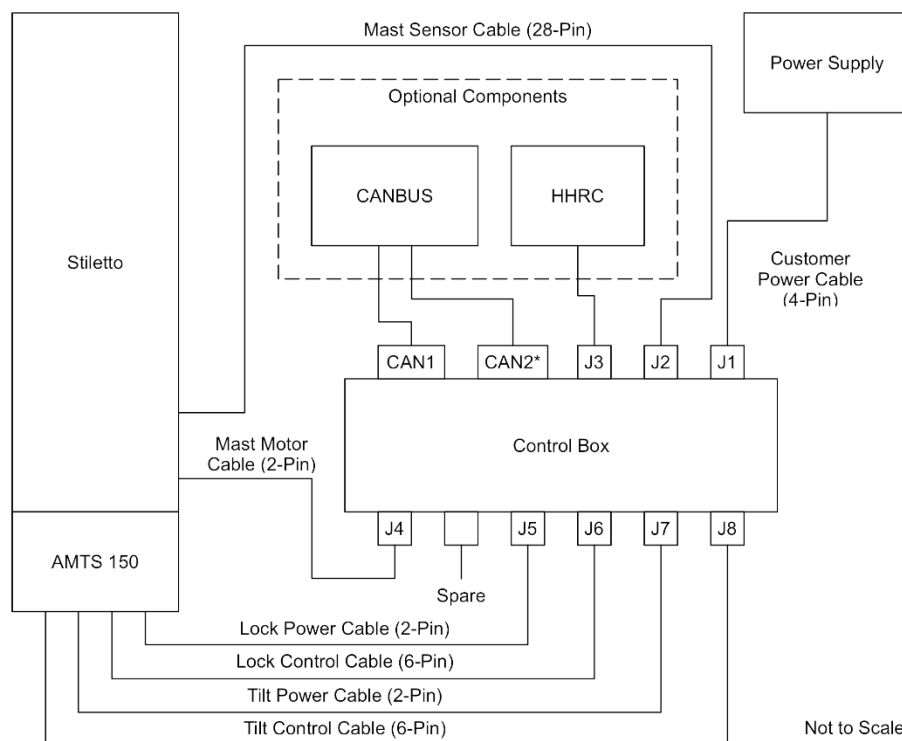 Mast Sensor Cable (28-Pin)
Power Supply
Optional Components
CANBUS
HHRC
Stiletto
Customer
Power Cable
(4-Pin)
CAN1
CAN2*
J3
J2
J1
Mast Motor
Cable (2-Pin)
Control Box
J4
J5
J6
J7
J8
AMTS 150
Spare
Lock Power Cable (2-Pin)
Lock Control Cable (6-Pin)
Tilt Power Cable (2-Pin)
Tilt Control Cable (6-Pin)
Not to Scale